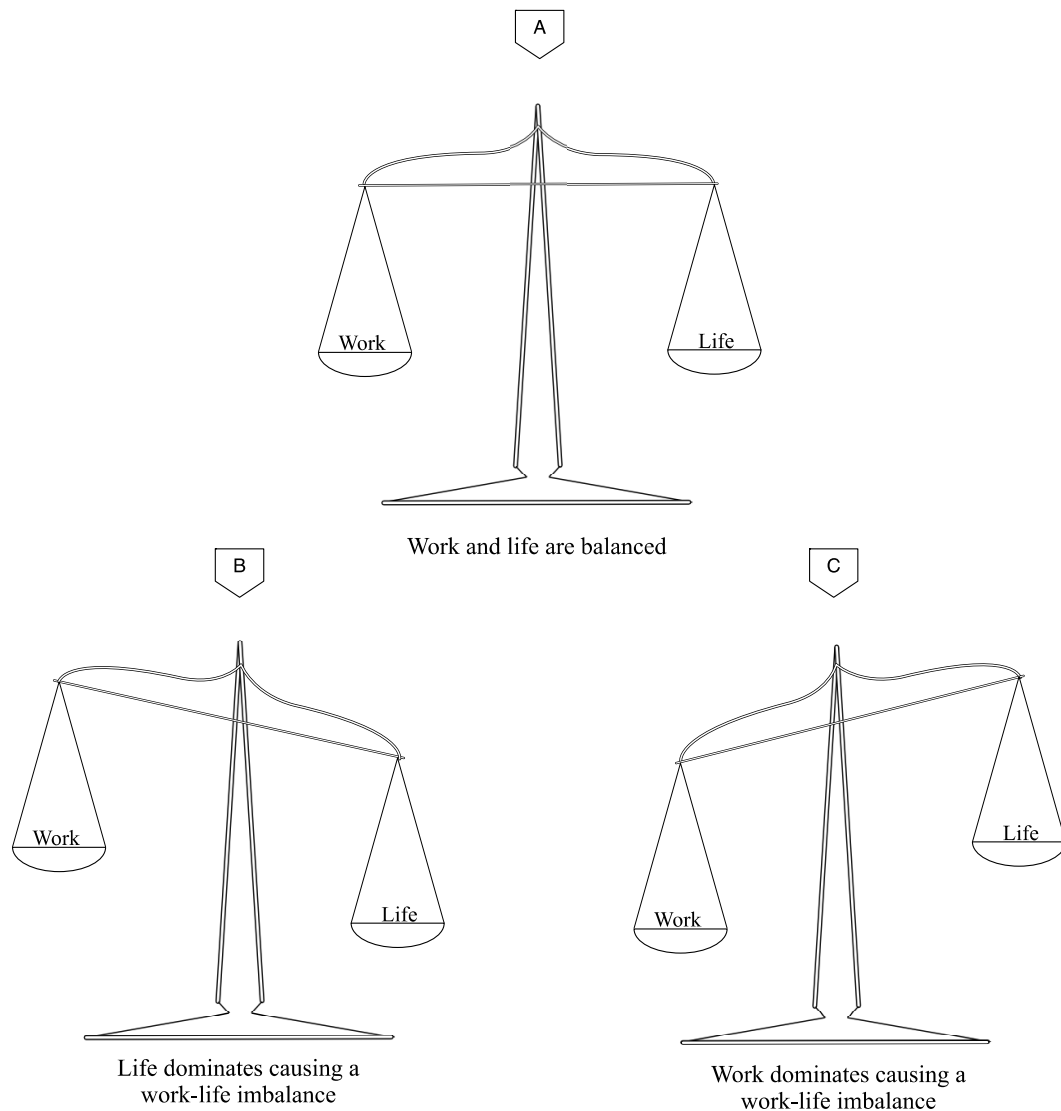 A
Work
Life
Work and life are balanced
B
C
Work
Life
Life
Work
Life dominates causing a
work-life imbalance
Work dominates causing a
work-life imbalance